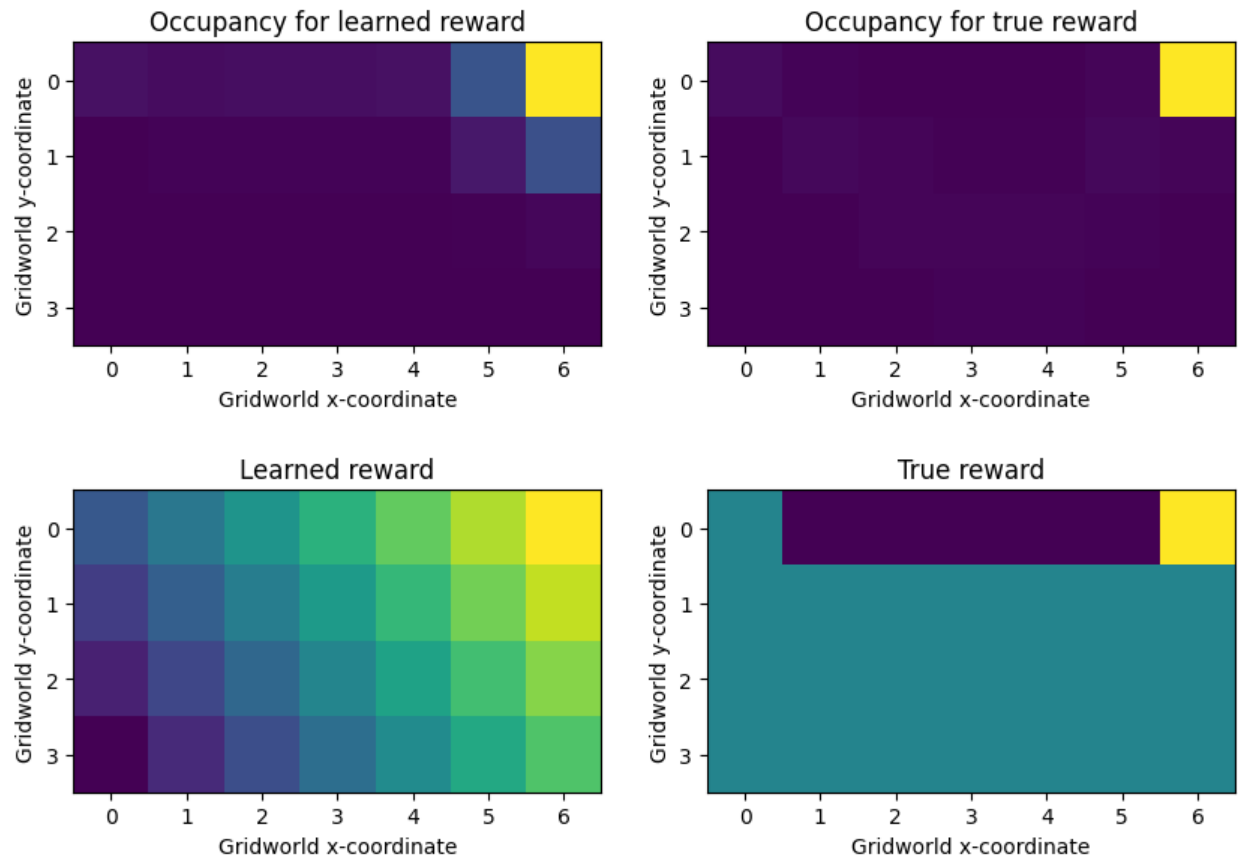 Occupancy for learned reward
Gridworld y-coordinate
0
1
2
3
0 1 2 3 4 5 6
Gridworld x-coordinate
Occupancy for true reward
Gridworld y-coordinate
0
1
2
3
0 1 2 3 4 5 6
Gridworld x-coordinate
Learned reward
Gridworld y-coordinate
0
1
2
3
0 1 2 3 4 5 6
Gridworld x-coordinate
True reward
Gridworld y-coordinate
0
1
2
3
0 1 2 3 4 5 6
Gridworld x-coordinate